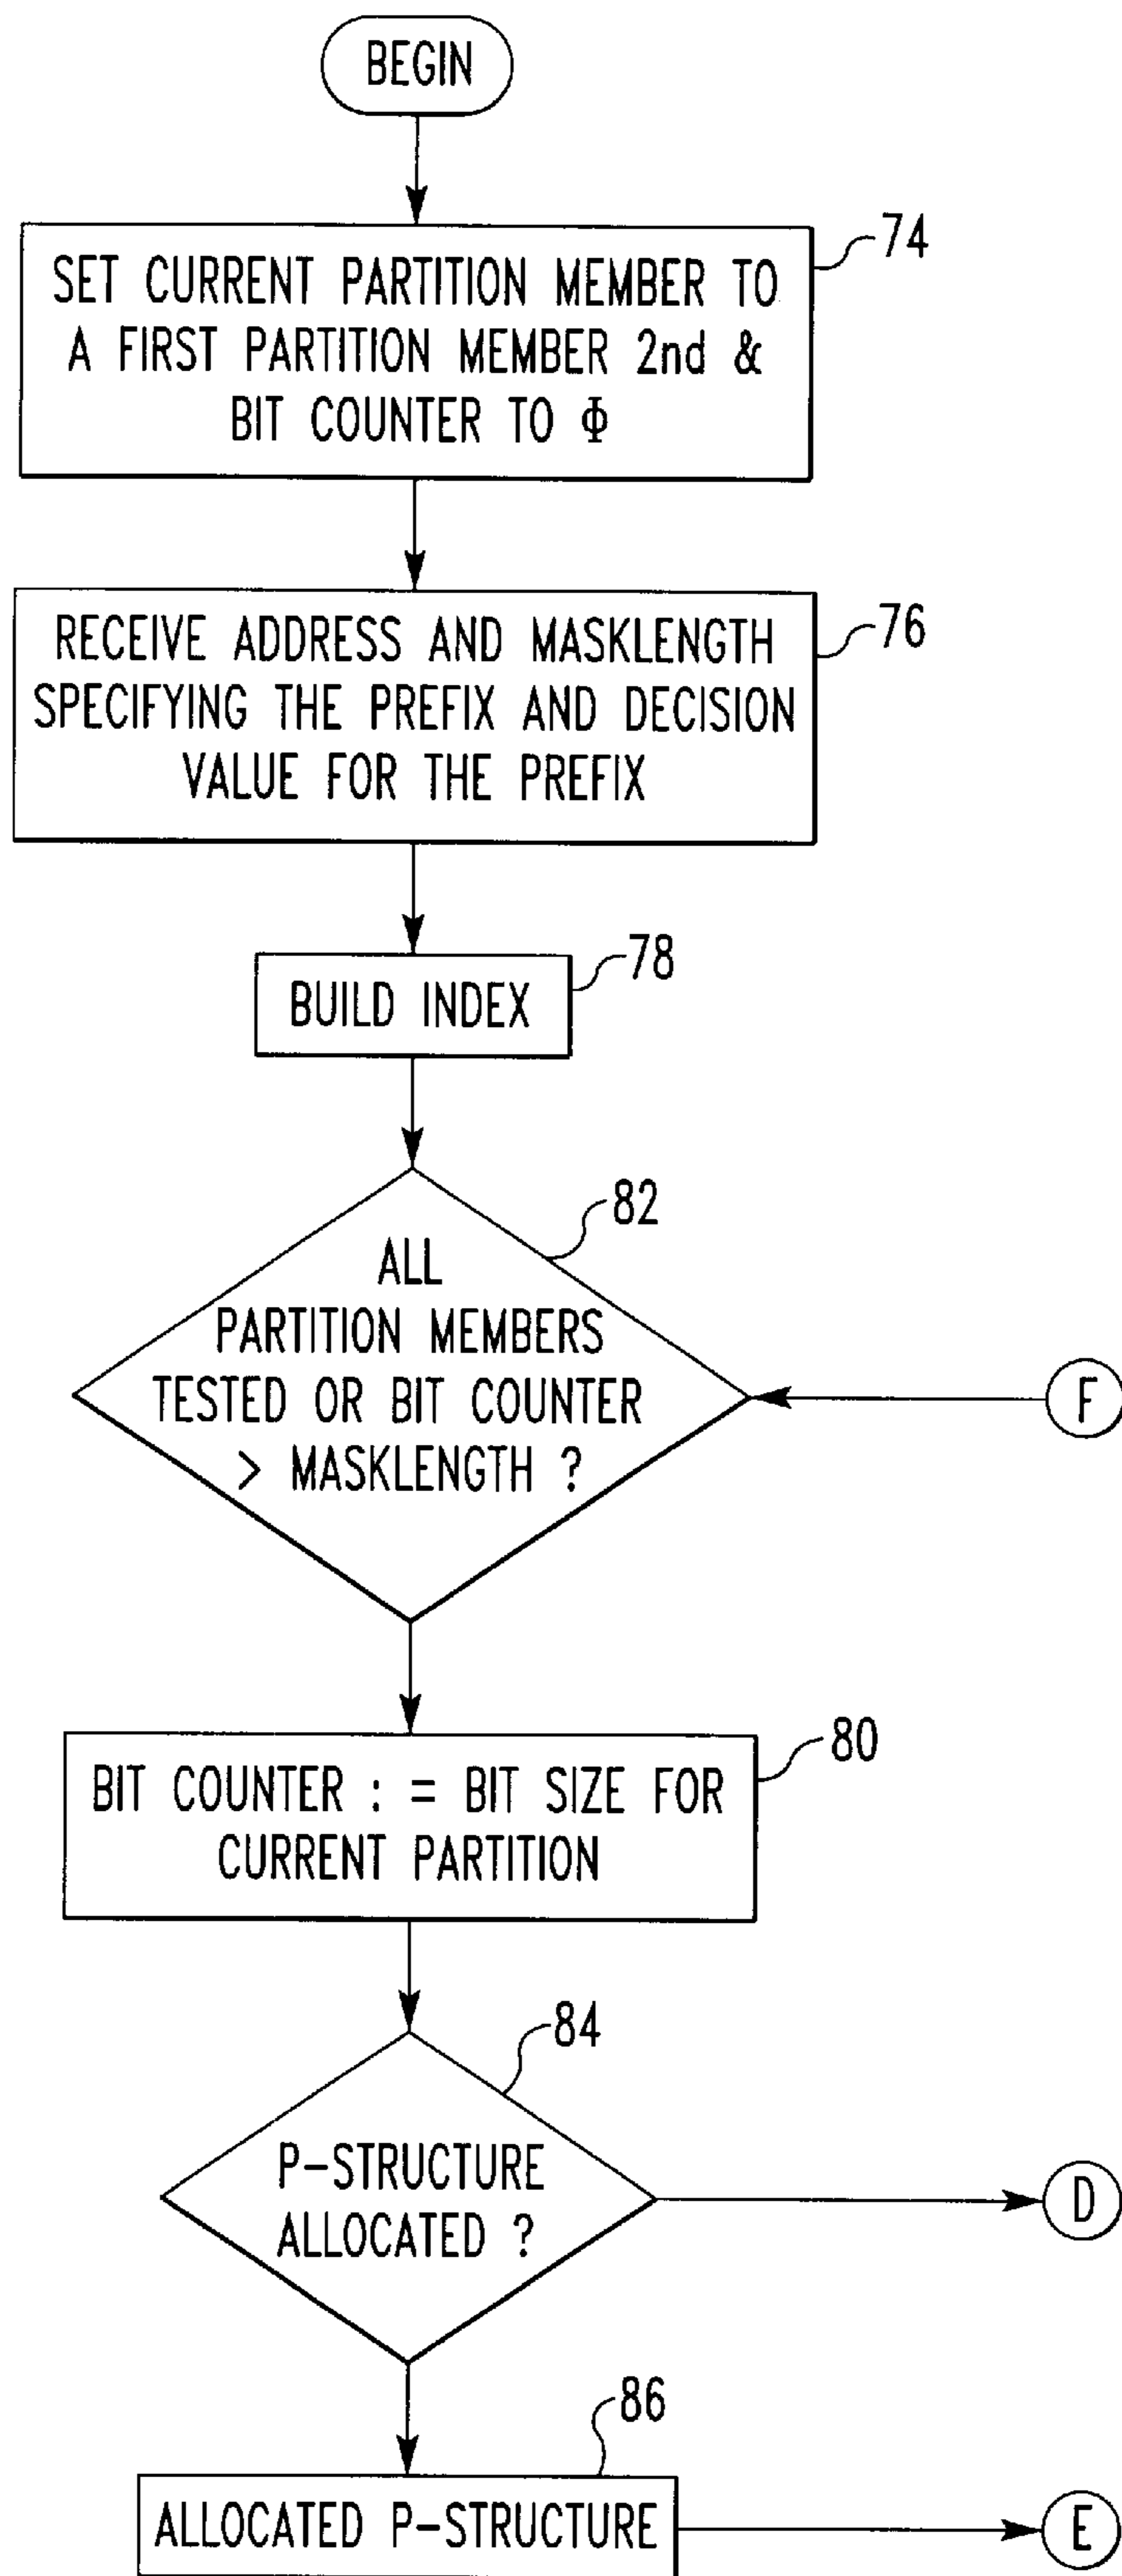 BEGIN
74
SET CURRENT PARTITION MEMBER TO
A FIRST PARTITION MEMBER 2nd &
BIT COUNTER TO Φ
76
RECEIVE ADDRESS AND MASKLENGTH
SPECIFYING THE PREFIX AND DECISION
VALUE FOR THE PREFIX
78
BUILD INDEX
82
ALL
PARTITION MEMBERS
TESTED OR BIT COUNTER
> MASKLENGTH ?
F
80
BIT COUNTER : = BIT SIZE FOR
CURRENT PARTITION
84
P-STRUCTURE
ALLOCATED ?
D
86
ALLOCATED P-STRUCTURE
E